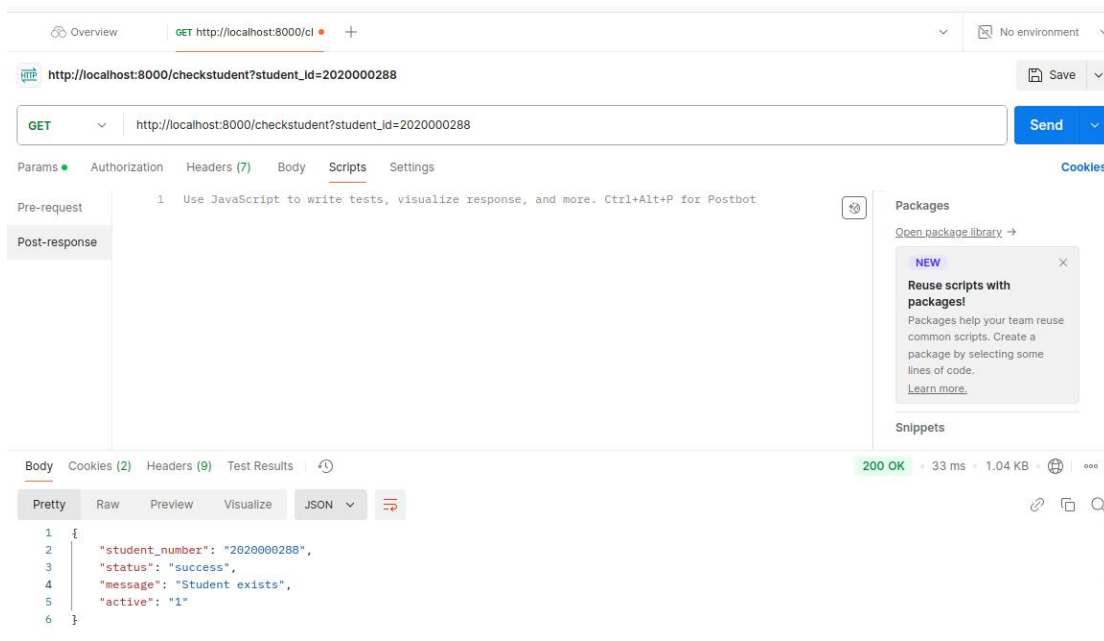 Overview
GET http://localhost:8000/cl
No environment
HTTP http://localhost:8000/checkstudent?student_id=2020000288
Save
GET http://localhost:8000/checkstudent?student_id=2020000288
Send
Params Authorization Headers (7) Body Scripts Settings
Cookies
Pre-request
Post-response
1 Use JavaScript to write tests, visualize response, and more. Ctrl+Alt+P for Postbot
Packages
Open package library →
NEW
Reuse scripts with
packages!
Packages help your team reuse
common scripts. Create a
package by selecting some
lines of code.
Learn more.
Snippets
Body Cookies (2) Headers (9) Test Results
200 OK 33 ms 1.04 KB
Pretty Raw Preview Visualize JSON
1 {
2 "student_number": "2020000288",
3 "status": "success",
4 "message": "Student exists",
5 "active": "1"
6 }